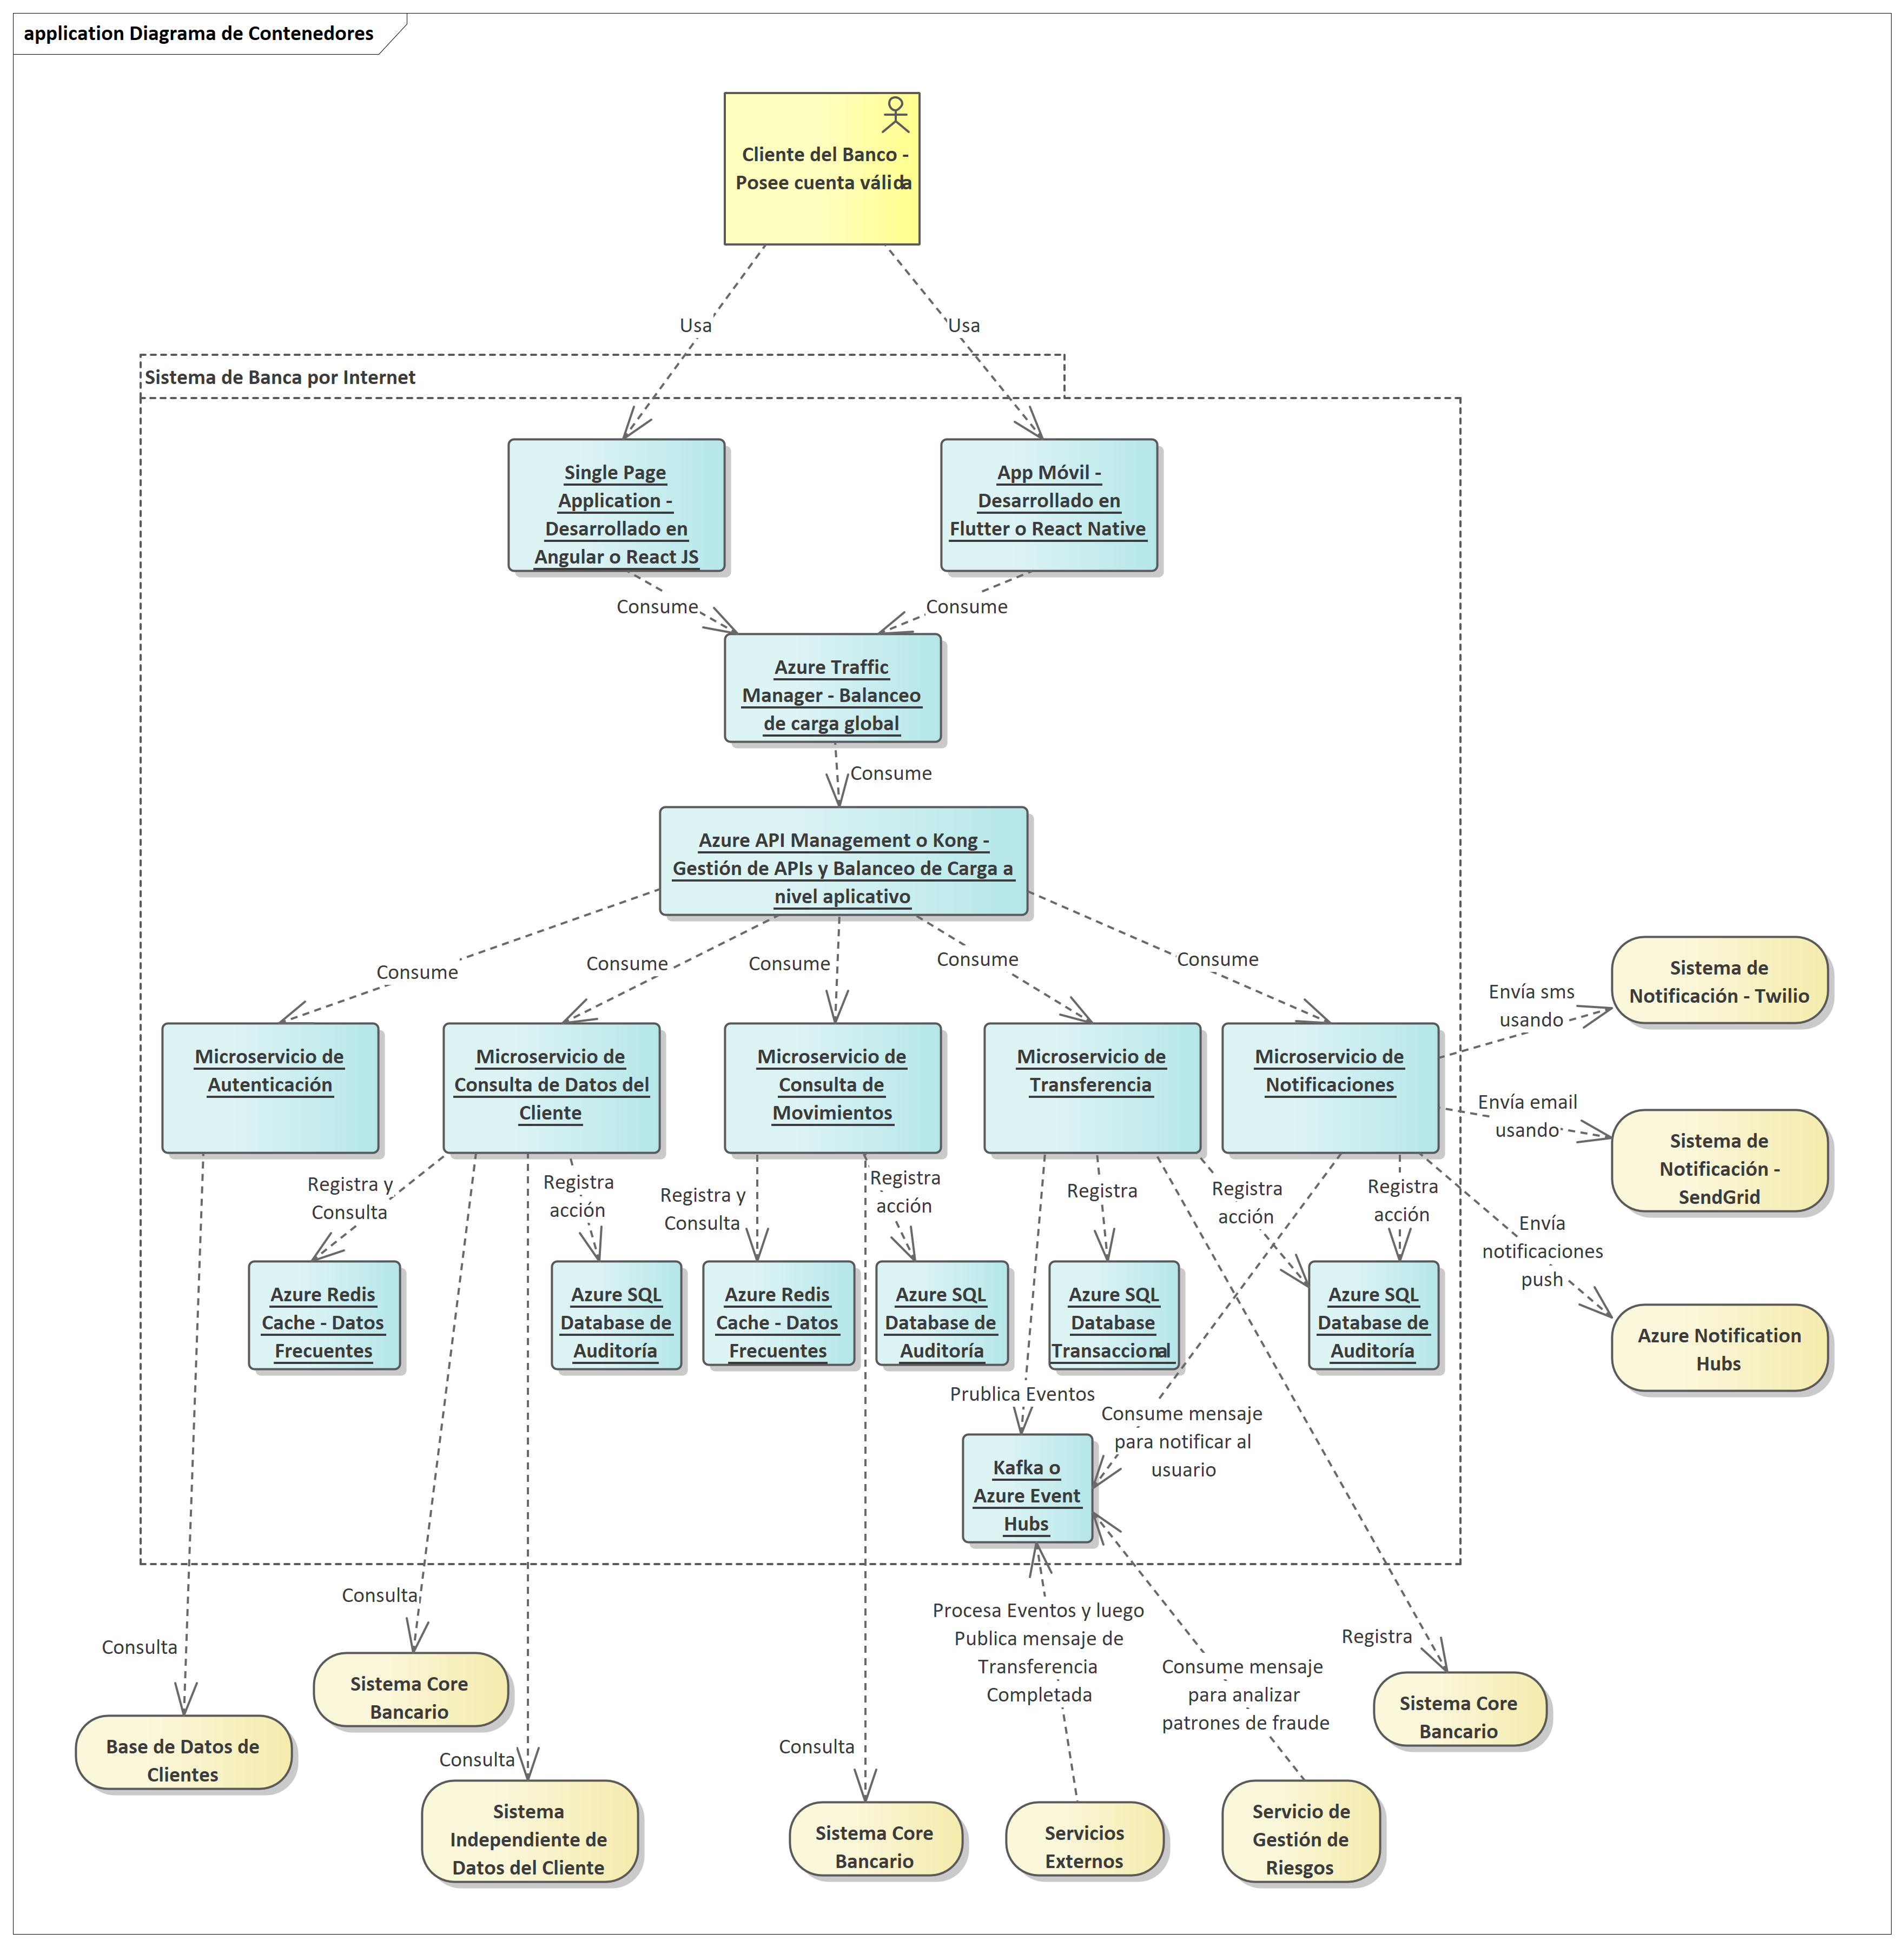 application Diagrama de Contenedores
Cliente del Banco -
Posee cuenta válida
Usa
Usa
Sistema de Banca por Internet
Single Page
Application -
Desarrollado en
Angular o React JS
App Móvil -
Desarrollado en
Flutter o React Native
Consume
Consume
Azure Traffic
Manager - Balanceo
de carga global
Consume
Azure API Management o Kong -
Gestión de APIs y Balanceo de Carga a
nivel aplicativo
Consume
Consume
Consume
Consume
Consume
Microservicio de
Autenticación
Microservicio de
Consulta de Datos del
Cliente
Microservicio de
Consulta de
Movimientos
Microservicio de
Transferencia
Microservicio de
Notificaciones
Envía sms
usando
Sistema de
Notificación - Twilio
Envía email
usando
Sistema de
Notificación -
SendGrid
Envía
notificaciones
push
Azure Notification
Hubs
Registra y
Consulta
Registra
acción
Registra y
Consulta
Registra
acción
Registra
Registra
acción
Registra
acción
Azure Redis
Cache - Datos
Frecuentes
Azure SQL
Database de
Auditoría
Azure Redis
Cache - Datos
Frecuentes
Azure SQL
Database de
Auditoría
Azure SQL
Database
Transaccional
Azure SQL
Database de
Auditoría
Prublica Eventos
Consume mensaje
para notificar al
usuario
Kafka o
Azure Event
Hubs
Consulta
Consulta
Consulta
Consulta
Procesa Eventos y luego
Publica mensaje de
Transferencia
Completada
Consume mensaje
para analizar
patrones de fraude
Registra
Base de Datos de
Clientes
Sistema Core
Bancario
Sistema
Independiente de
Datos del Cliente
Sistema Core
Bancario
Servicios
Externos
Servicio de
Gestión de
Riesgos
Sistema Core
Bancario